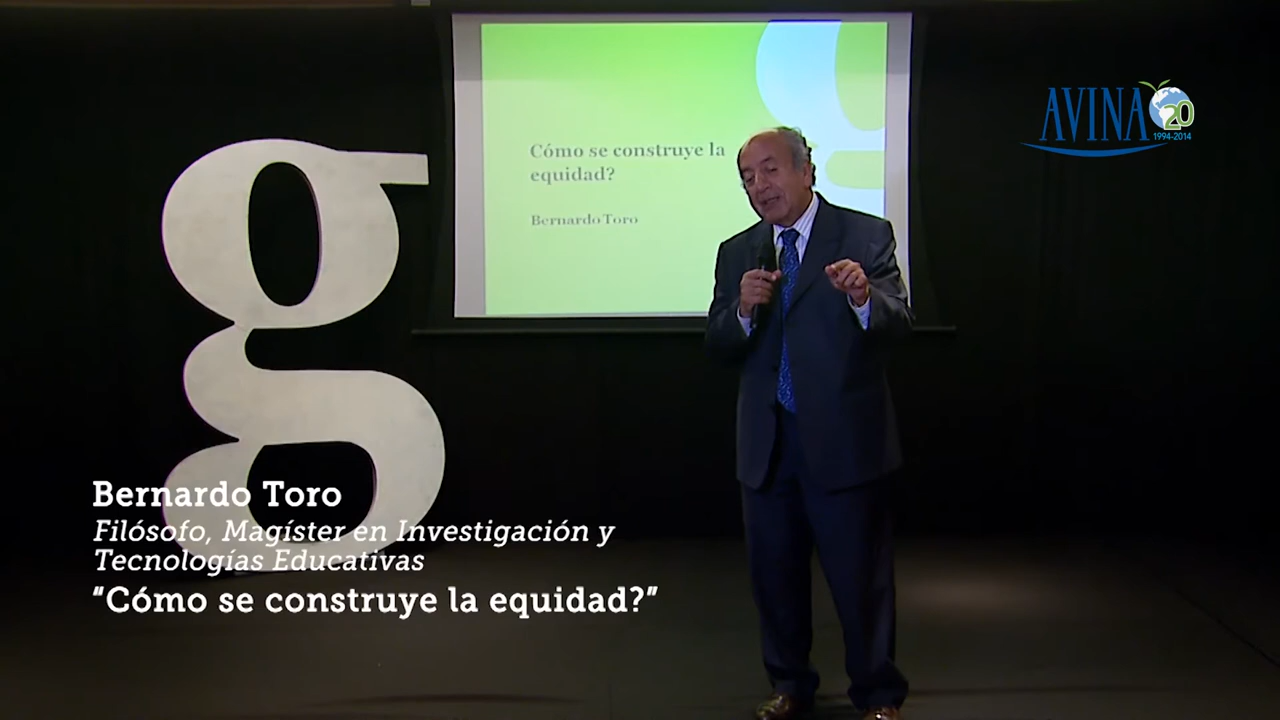 Cómo se construye la
equidad?
Bernardo Toro
AVINA
20
1994-2014
g
Bernardo Toro
Filósofo, Magíster en Investigación y
Tecnologías Educativas
“Cómo se construye la equidad?”